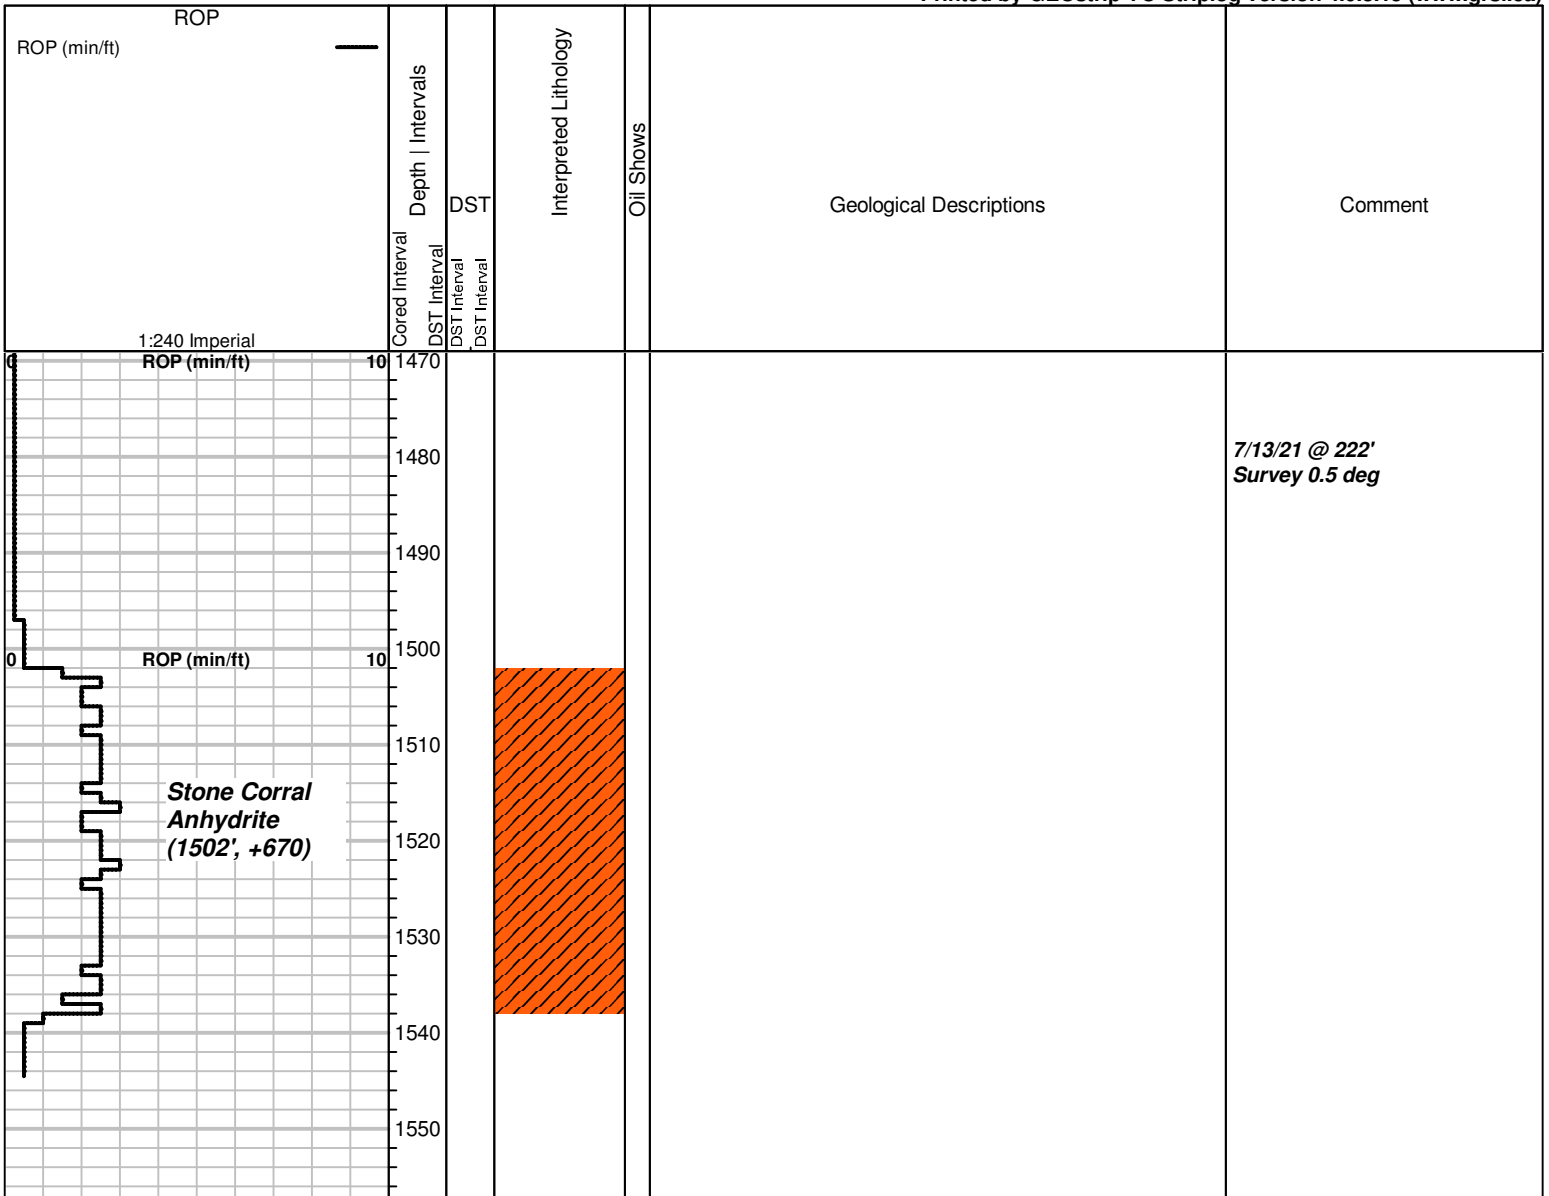 ROP
ROP (min/ft)
1:240 Imperial
Cored Interval
Depth | Intervals
DST Interval
DST
DST Interval
DST Interval
Interpreted Lithology
Oil Shows
Geological Descriptions
Comment
0 ROP (min/ft) 10
1470
1480
7/13/21 @ 222'
Survey 0.5 deg
1490
1500
0 ROP (min/ft) 10
1510
Stone Corral
Anhydrite
(1502', +670)
1520
1530
1540
1550